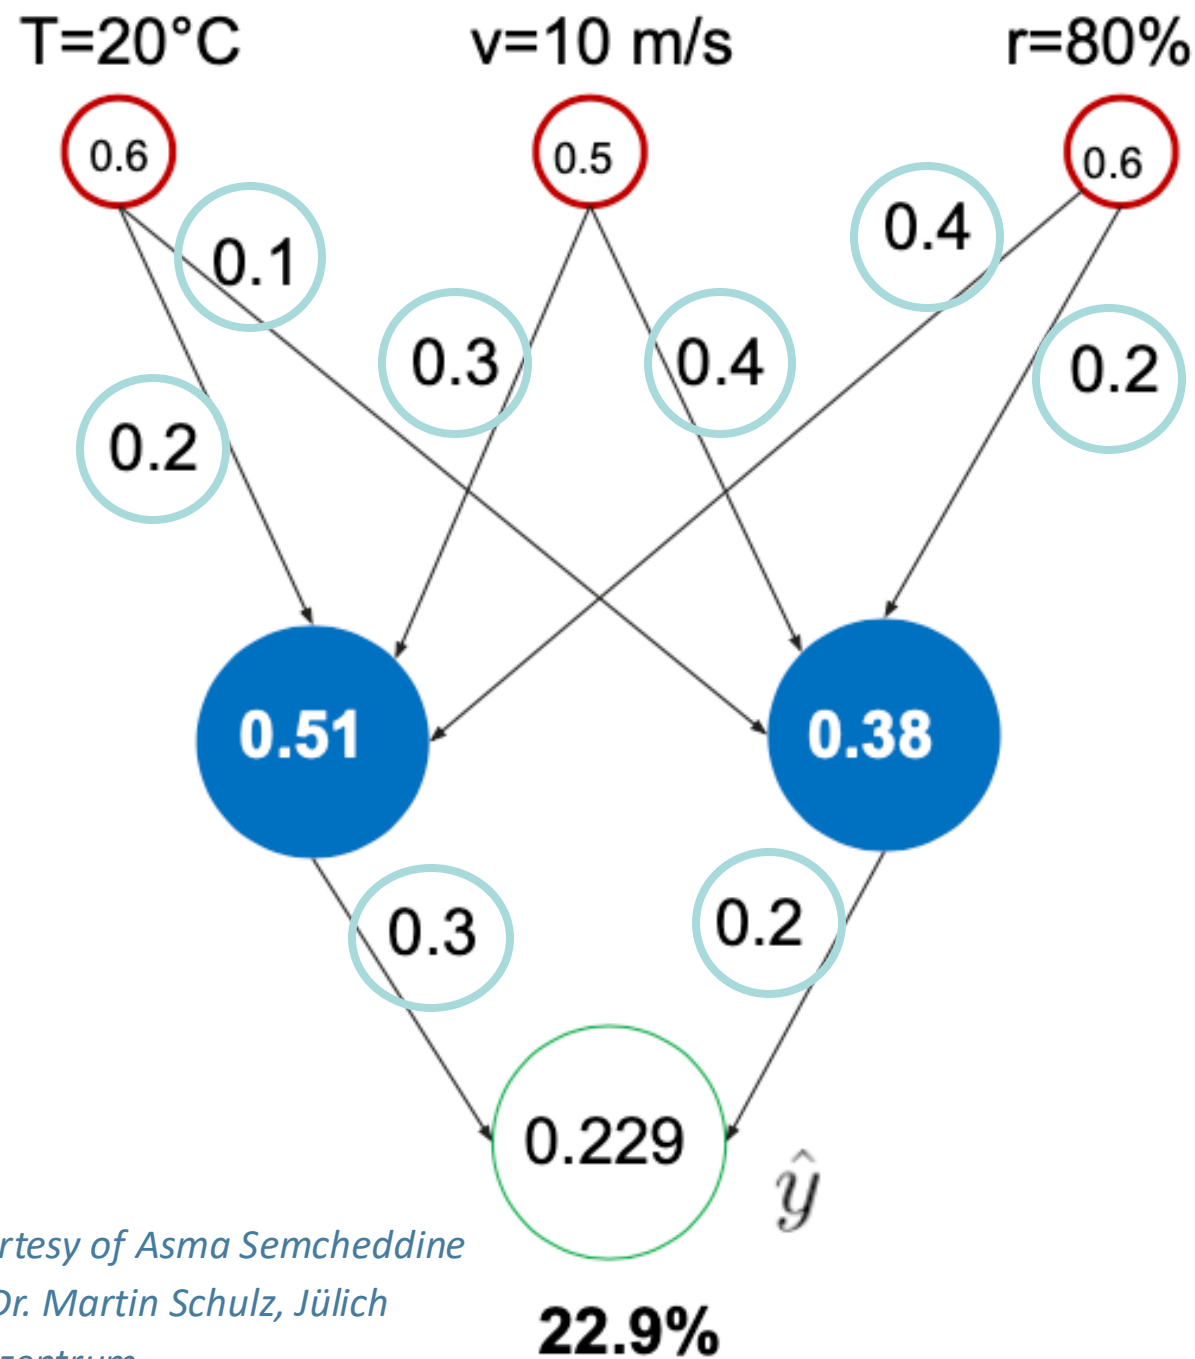 T=20°C v=10 m/s r=80%
0.6 0.5 0.6
0.1 0.4
0.3 0.4 0.2
0.2
0.51 0.38
0.3 0.2
0.229
ŷ
rtesy of Asma Semcheddine
Dr. Martin Schulz, Jülich
zentrum
22.9%